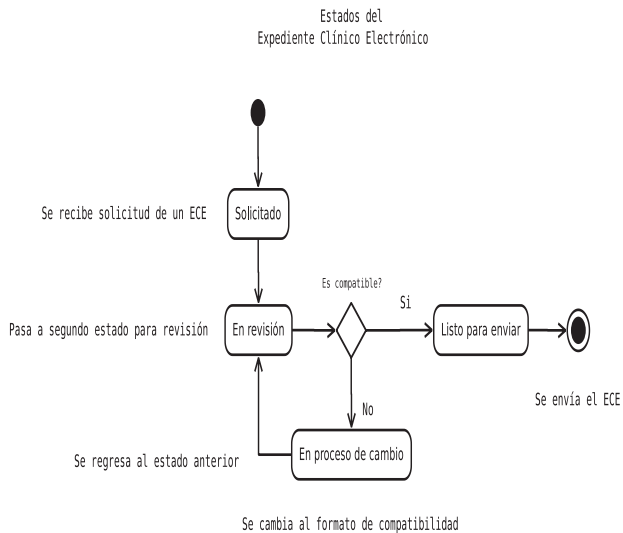 Estados del
Expediente Clínico Electrónico
Se recibe solicitud de un ECE
Solicitado
Es compatible?
Si
Pasa a segundo estado para revisión
En revisión
Listo para enviar
Se envía el ECE
No
En proceso de cambio
Se regresa al estado anterior
Se cambia al formato de compatibilidad